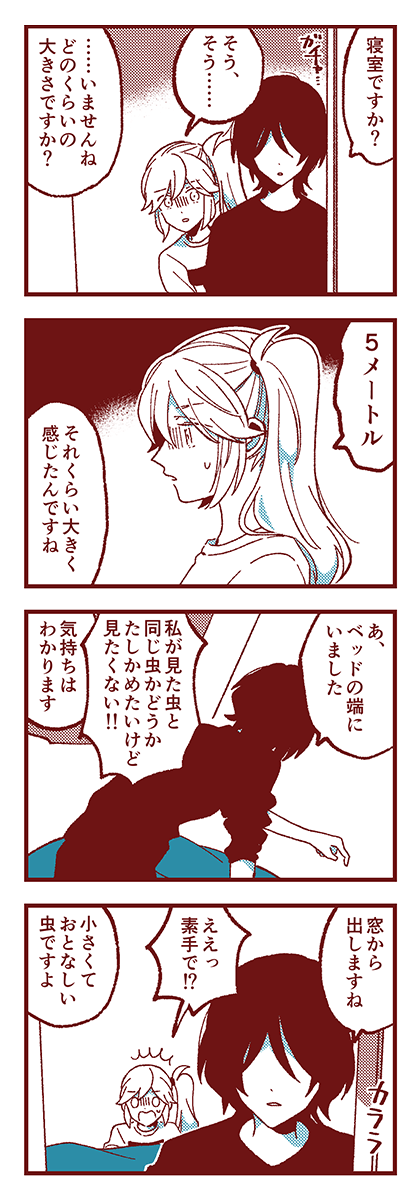 寝室ですか？
ガチャ…
そう、
そう……
……いませんね
どのくらいの
大きさですか？
５メートル
それくらい大きく
感じたんですね
あ、
ベッドの端に
いました
私が見た虫と
同じ虫かどうか
たしかめたいけど
見たくない!!
気持ちは
わかります
窓から
出しますね
カララ
ええっ
素手で!?
小さくて
おとなしい
虫ですよ